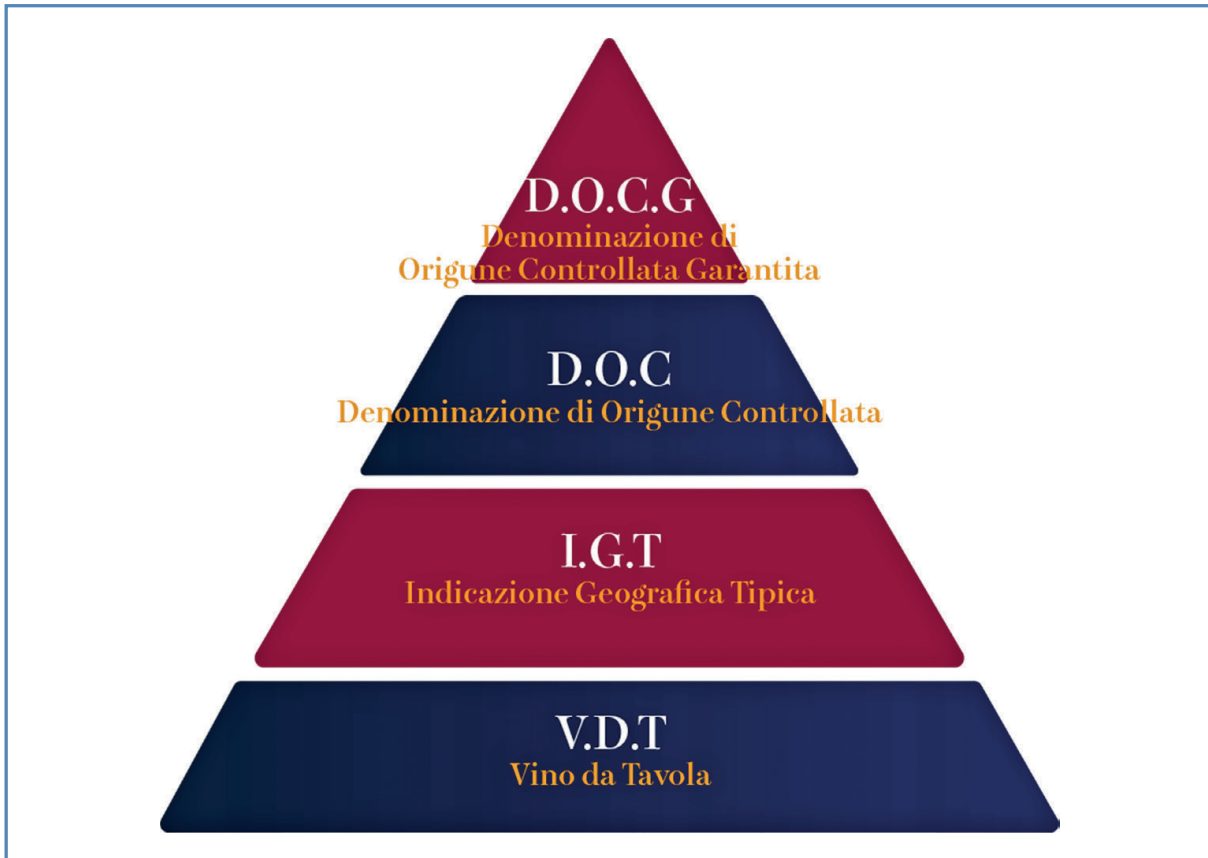 D.O.C.G
Denominazione di
Origune Controllata Garantita
D.O.C
Denominazione di Origune Controllata
I.G.T
Indicazione Geografica Tipica
V.D.T
Vino da Tavola